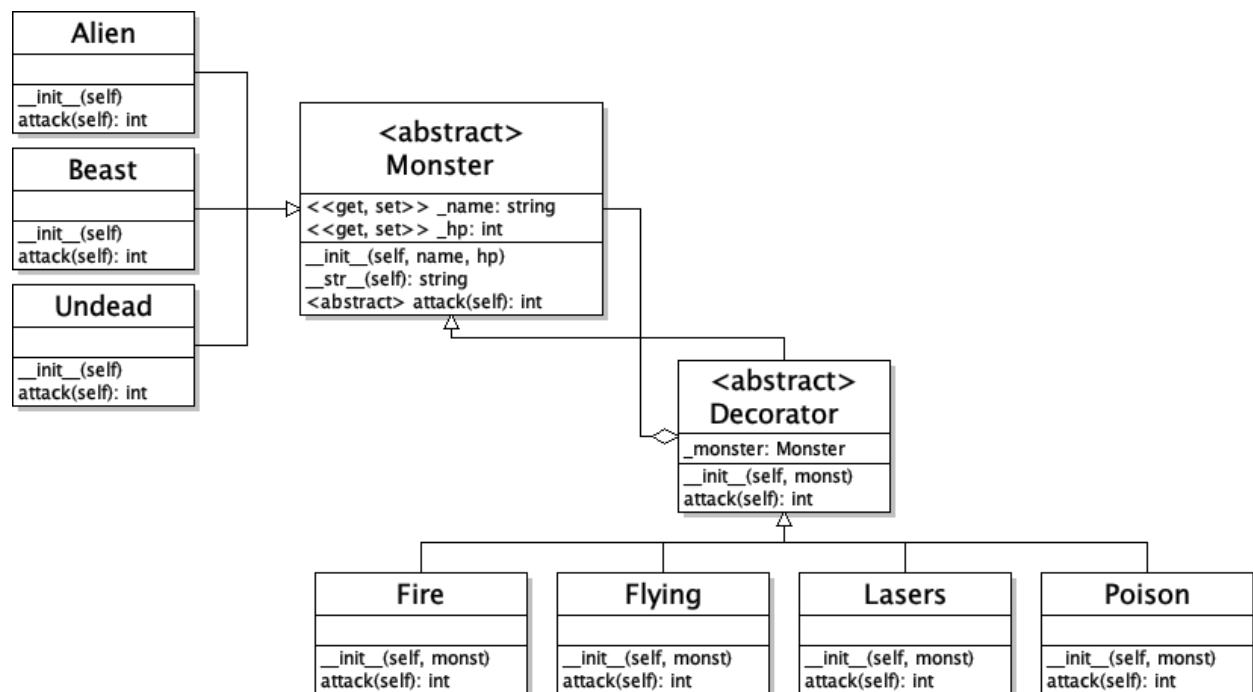 Alien
__init__(self)
attack(self): int
Beast
__init__(self)
attack(self): int
Undead
__init__(self)
attack(self): int
<abstract>
Monster
<<get, set>> _name: string
<<get, set>> _hp: int
__init__(self, name, hp)
__str__(self): string
<abstract> attack(self): int
<abstract>
Decorator
_monster: Monster
__init__(self, monst)
attack(self): int
Fire
__init__(self, monst)
attack(self): int
Flying
__init__(self, monst)
attack(self): int
Lasers
__init__(self, monst)
attack(self): int
Poison
__init__(self, monst)
attack(self): int